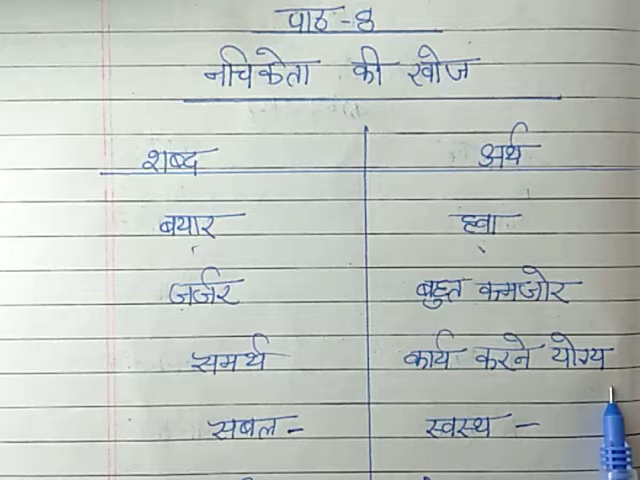 पाठ-8
नचिकेता की खोज
शब्द अर्थ
बयार हवा
जर्जर बहुत कमजोर
समर्थ कार्य करने योग्य
सबल - स्वस्थ -